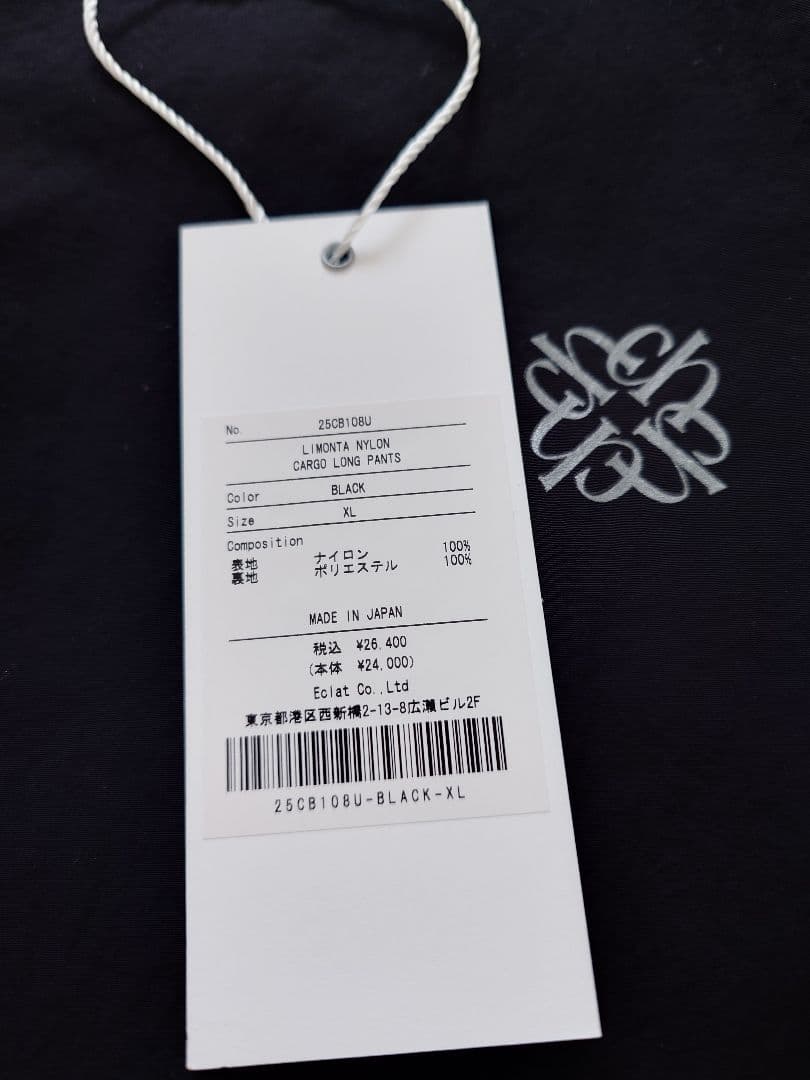 No. 25CB108U
LIMONTA NYLON
CARGO LONG PANTS
Color BLACK
Size XL
Composition
表地 ナイロン 100%
裏地 ポリエステル 100%
MADE IN JAPAN
税込 ¥26,400
(本体 ¥24,000)
Eclat Co.,Ltd
東京都港区西新橋2-13-8広瀬ビル2F
25CB108U-BLACK-XL